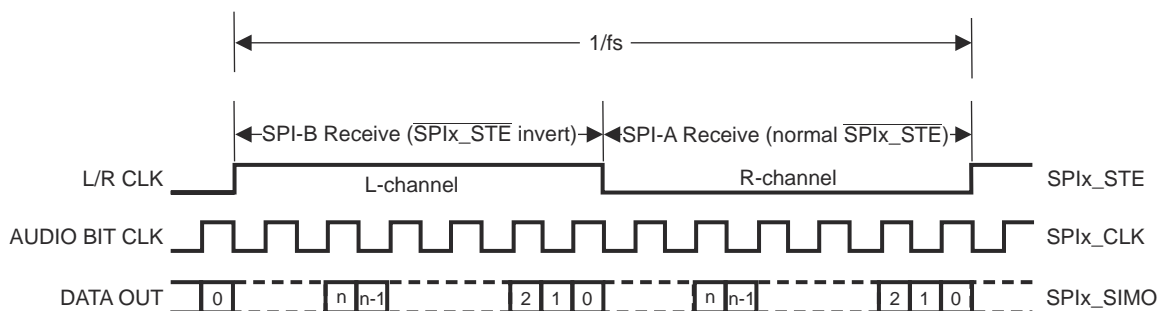 1/fs
SPI-B Receive (SPIx_STE invert)
SPI-A Receive (normal SPIx_STE)
L/R CLK
L-channel
R-channel
SPIx_STE
AUDIO BIT CLK
SPIx_CLK
DATA OUT
0
n
n-1
2
1
0
n
n-1
2
1
0
SPIx_SIMO